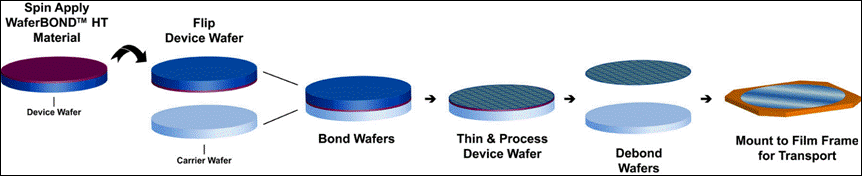 Spin Apply
WaferBOND™ HT
Material
Device Wafer
Flip
Device Wafer
Carrier Wafer
Bond Wafers
Thin & Process
Device Wafer
Debond
Wafers
Mount to Film Frame
for Transport